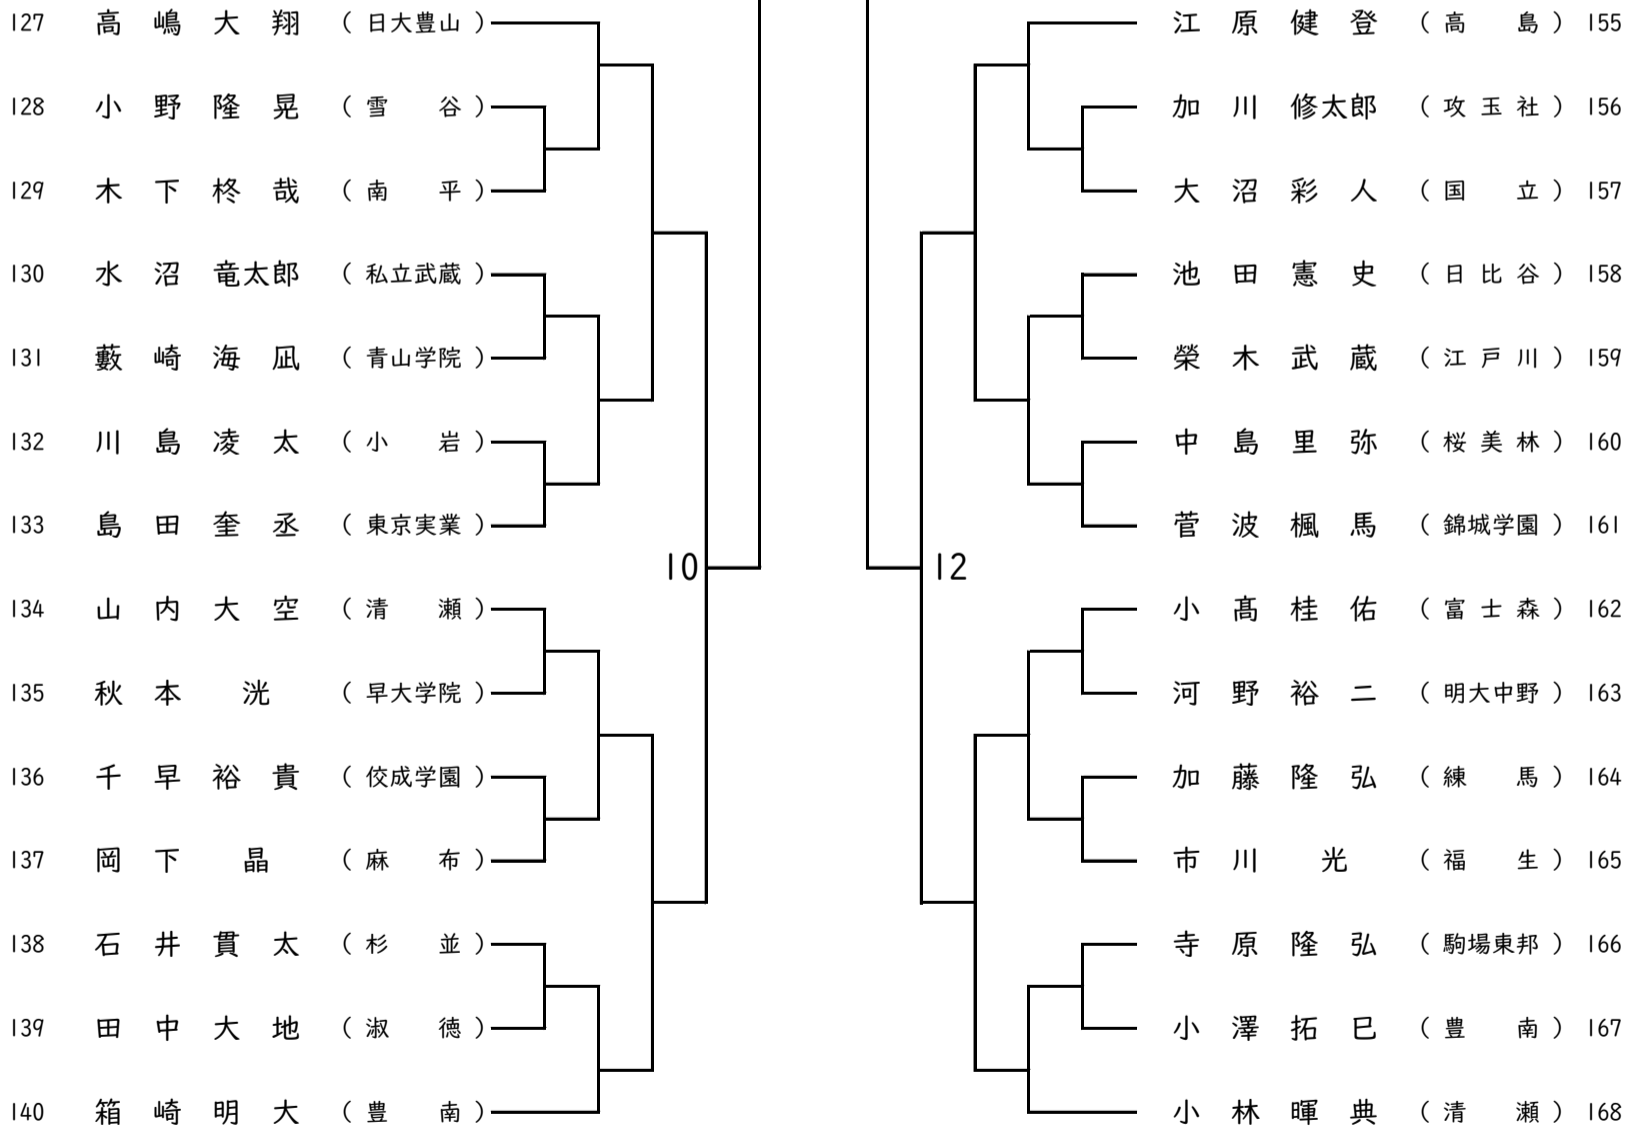 127 高嶋大翔 (日大豊山)
128 小野隆晃 (雪谷)
129 木下柊哉 (南平)
130 水沼竜太郎 (私立武蔵)
131 藪崎海凪 (青山学院)
132 川島凌太 (小岩)
133 島田奎丞 (東京実業)
10
134 山内大空 (清瀬)
135 秋本洸 (早大学院)
136 千早裕貴 (佼成学園)
137 岡下晶 (麻布)
138 石井貫太 (杉並)
139 田中大地 (淑徳)
140 箱崎明大 (豊南)
江原健登 (高島) 155
加川修太郎 (攻玉社) 156
大沼彩人 (国立) 157
池田憲史 (日比谷) 158
榮木武蔵 (江戸川) 159
中島里弥 (桜美林) 160
菅波楓馬 (錦城学園) 161
12
小髙桂佑 (富士森) 162
河野裕二 (明大中野) 163
加藤隆弘 (練馬) 164
市川光 (福生) 165
寺原隆弘 (駒場東邦) 166
小澤拓巳 (豊南) 167
小林暉典 (清瀬) 168